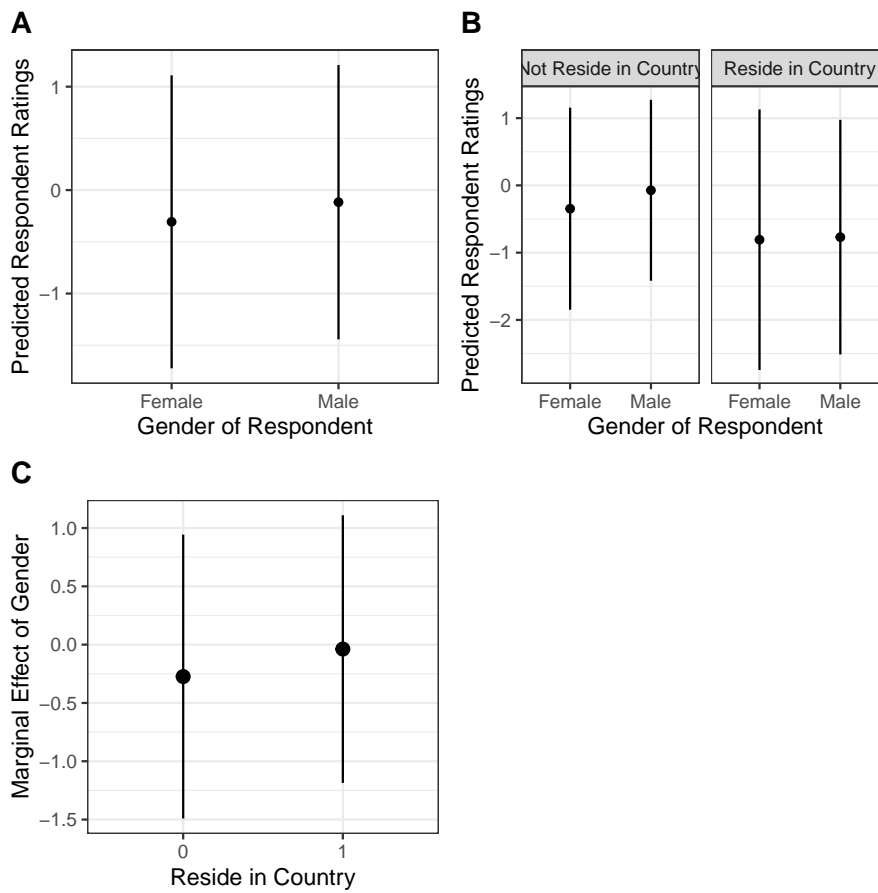 A
Predicted Respondent Ratings
1
0
−1
Female Male
Gender of Respondent
B
Predicted Respondent Ratings
Not Reside in Country
Reside in Country
1
0
−1
−2
Female Male
Female Male
Gender of Respondent
C
Marginal Effect of Gender
1.0
0.5
0.0
−0.5
−1.0
−1.5
0 1
Reside in Country